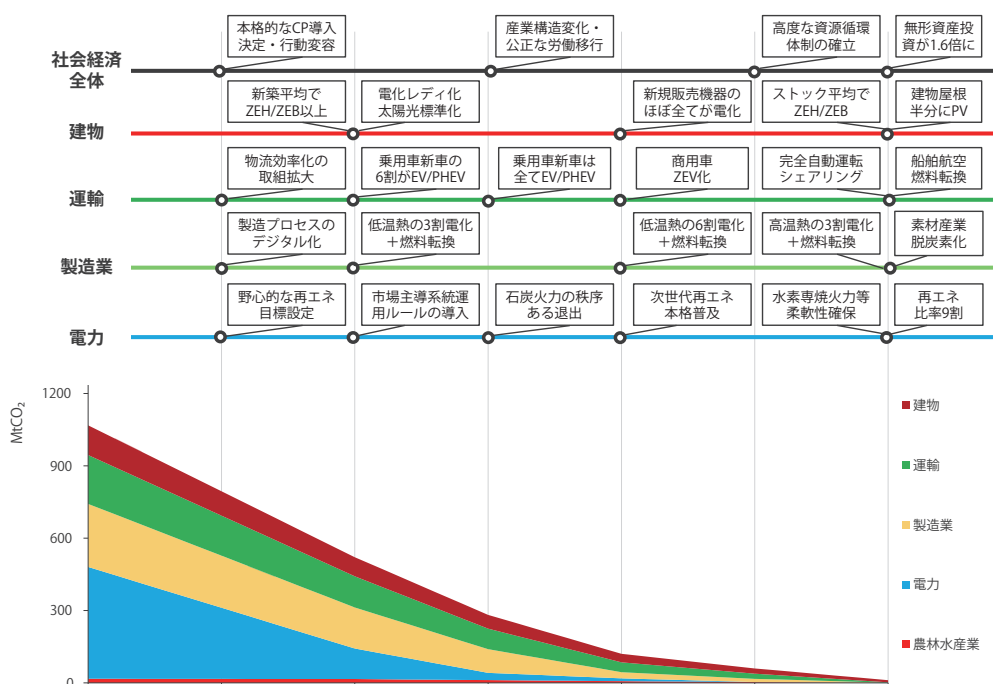 本格的なCP導入
決定・行動変容
産業構造変化・
公正な労働移行
高度な資源循環
体制の確立
無形資産投
資が1.6倍に
社会経済
全体
新築平均で
ZEH/ZEB以上
電化レディ化
太陽光標準化
新規販売機器の
ほぼ全てが電化
ストック平均で
ZEH/ZEB
建物屋根
半分にPV
建物
物流効率化の
取組拡大
乗用車新車の
6割がEV/PHEV
乗用車新車は
全てEV/PHEV
商用車
ZEV化
完全自動運転
シェアリング
船舶航空
燃料転換
運輸
製造プロセスの
デジタル化
低温熱の3割電化
＋燃料転換
低温熱の6割電化
＋燃料転換
高温熱の3割電化
＋燃料転換
素材産業
脱炭素化
製造業
野心的な再エネ
目標設定
市場主導系統運
用ルールの導入
石炭火力の秩序
ある退出
次世代再エネ
本格普及
水素専焼火力等
柔軟性確保
再エネ
比率9割
電力
MtCO₂
1200
900
600
300
0
建物
運輸
製造業
電力
農林水産業